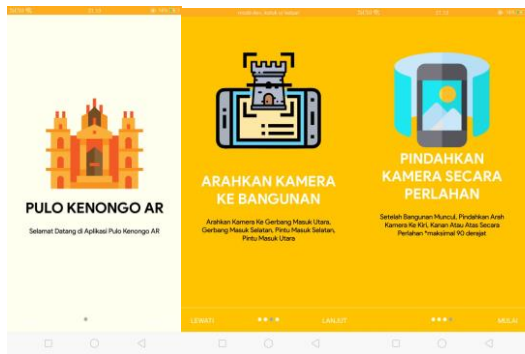 PULO KENONGO AR
Selamat Datang di Aplikasi Pulo Kenongo AR
ARAHKAN KAMERA
KE BANGUNAN
Arahkan Kamera Ke Gerbang Masuk Utara,
Gerbang Masuk Selatan, Pintu Masuk Selatan,
Pintu Masuk Utara
LEWATI
LANJUT
PINDAHKAN
KAMERA SECARA
PERLAHAN
Setelah Bangunan Muncul, Pindahkan Arah
Kamera Ke Kiri, Kanan Atau Atas Secara
Perlahan *maksimal 90 derajat
MULAI